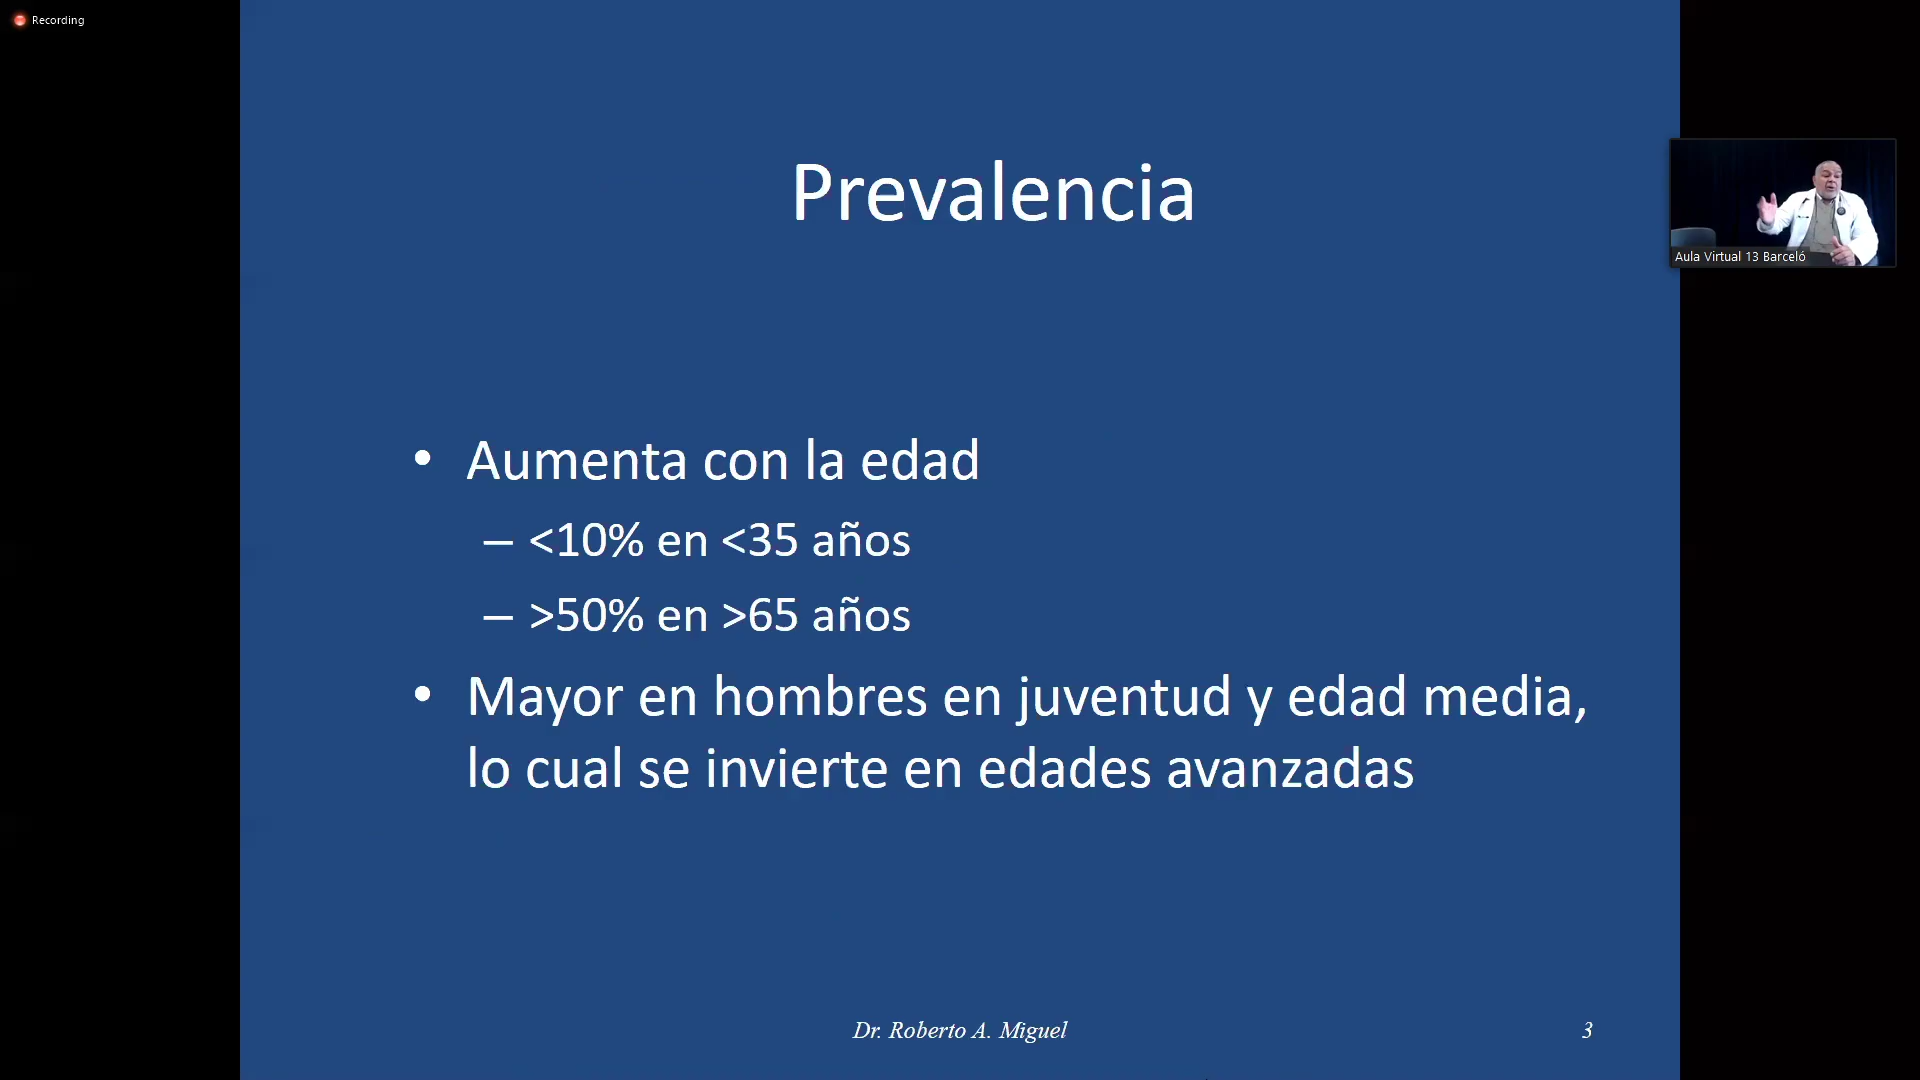 Recording
Prevalencia
Aula Virtual 13 Barceló
• Aumenta con la edad
– <10% en <35 años
– >50% en >65 años
• Mayor en hombres en juventud y edad media,
lo cual se invierte en edades avanzadas
Dr. Roberto A. Miguel
3